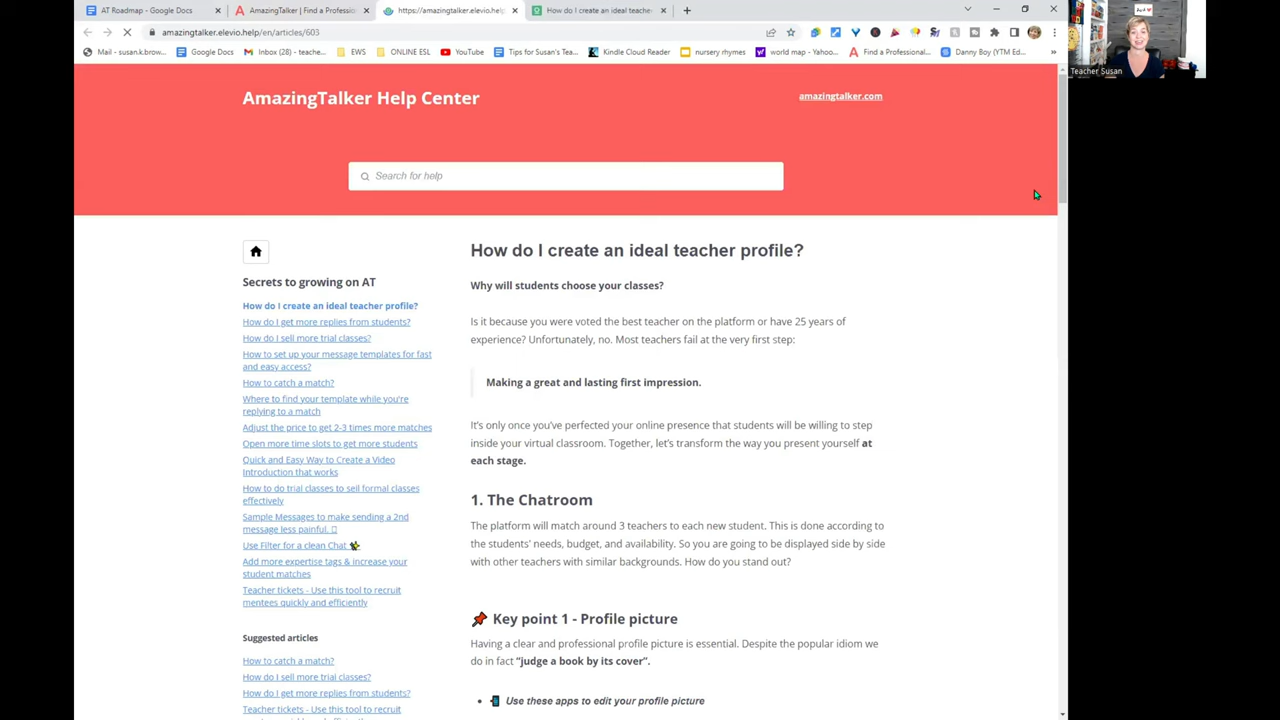 AT Roadmap - Google Docs
AmazingTalker | Find a Professio
https://amazingtalker.elevio.help
How do I create an ideal teache
amazingtalker.elevio.help/en/articles/603
Mail - susan.k.brow...
Google Docs
Inbox (28) - teache...
EWS
ONLINE ESL
YouTube
Tips for Susan's Tea...
Kindle Cloud Reader
nursery rhymes
world map - Yahoo...
Find a Professional...
Danny Boy (YTM Ed...
Teacher Susan
AmazingTalker Help Center
amazingtalker.com
Search for help
Secrets to growing on AT
How do I create an ideal teacher profile?
How do I get more replies from students?
How do I sell more trial classes?
How to set up your message templates for fast
and easy access?
How to catch a match?
Where to find your template while you're
replying to a match
Adjust the price to get 2-3 times more matches
Open more time slots to get more students
Quick and Easy Way to Create a Video
Introduction that works
How to do trial classes to sell formal classes
effectively
Sample Messages to make sending a 2nd
message less painful.
Use Filter for a clean Chat
Add more expertise tags & increase your
student matches
Teacher tickets - Use this tool to recruit
mentees quickly and efficiently
Suggested articles
How to catch a match?
How do I sell more trial classes?
How do I get more replies from students?
Teacher tickets - Use this tool to recruit
How do I create an ideal teacher profile?
Why will students choose your classes?
Is it because you were voted the best teacher on the platform or have 25 years of
experience? Unfortunately, no. Most teachers fail at the very first step:
Making a great and lasting first impression.
It's only once you've perfected your online presence that students will be willing to step
inside your virtual classroom. Together, let's transform the way you present yourself at
each stage.
1. The Chatroom
The platform will match around 3 teachers to each new student. This is done according to
the students' needs, budget, and availability. So you are going to be displayed side by side
with other teachers with similar backgrounds. How do you stand out?
Key point 1 - Profile picture
Having a clear and professional profile picture is essential. Despite the popular idiom we
do in fact "judge a book by its cover".
• Use these apps to edit your profile picture